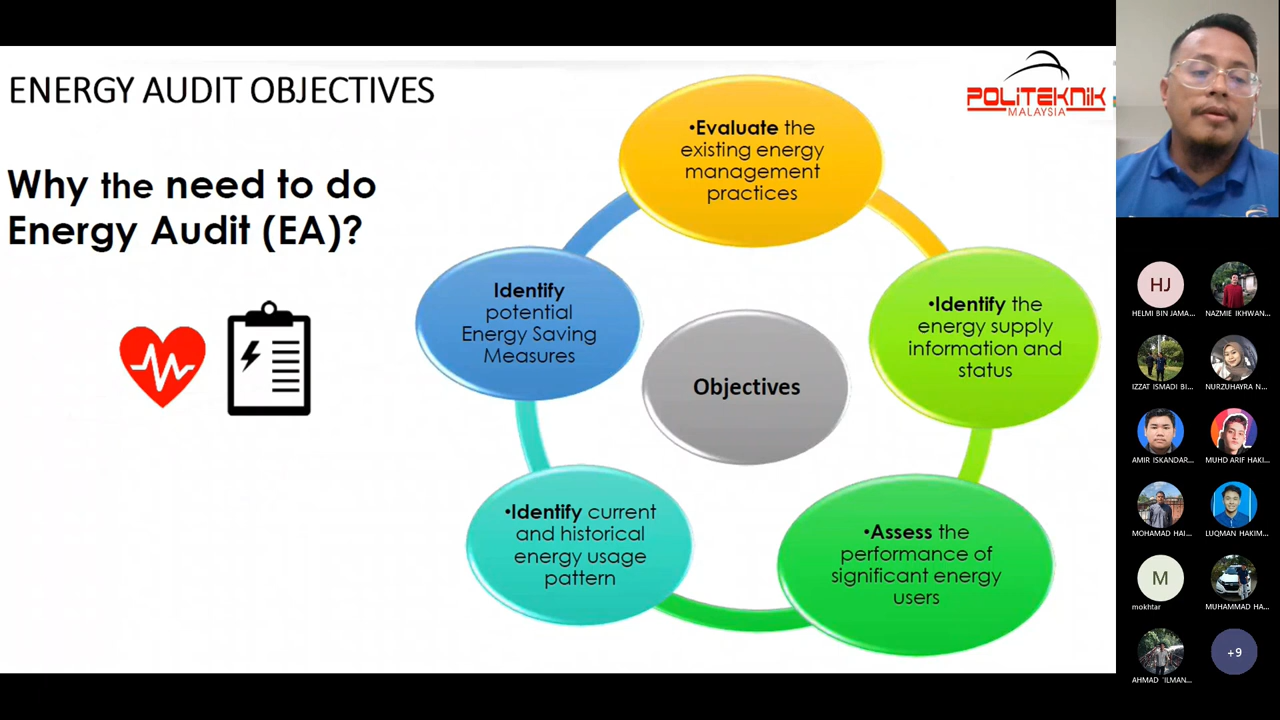 ENERGY AUDIT OBJECTIVES
Why the need to do
Energy Audit (EA)?
POLITEKNIK
MALAYSIA
•Evaluate the
existing energy
management
practices
•Identify the
energy supply
information and
status
•Assess the
performance of
significant energy
users
•Identify current
and historical
energy usage
pattern
Identify
potential
Energy Saving
Measures
Objectives
HJ
HELMI BIN JAMA...
NAZMIE IKHWAN...
IZZAT ISMADI BI...
NURZUHAYRA N...
AMIR ISKANDAR...
MUHD ARIF HAKI...
MOHAMAD HAI...
LUQMAN HAKIM...
M
mokhtar
MUHAMMAD HA...
AHMAD 'ILMAN...
+9